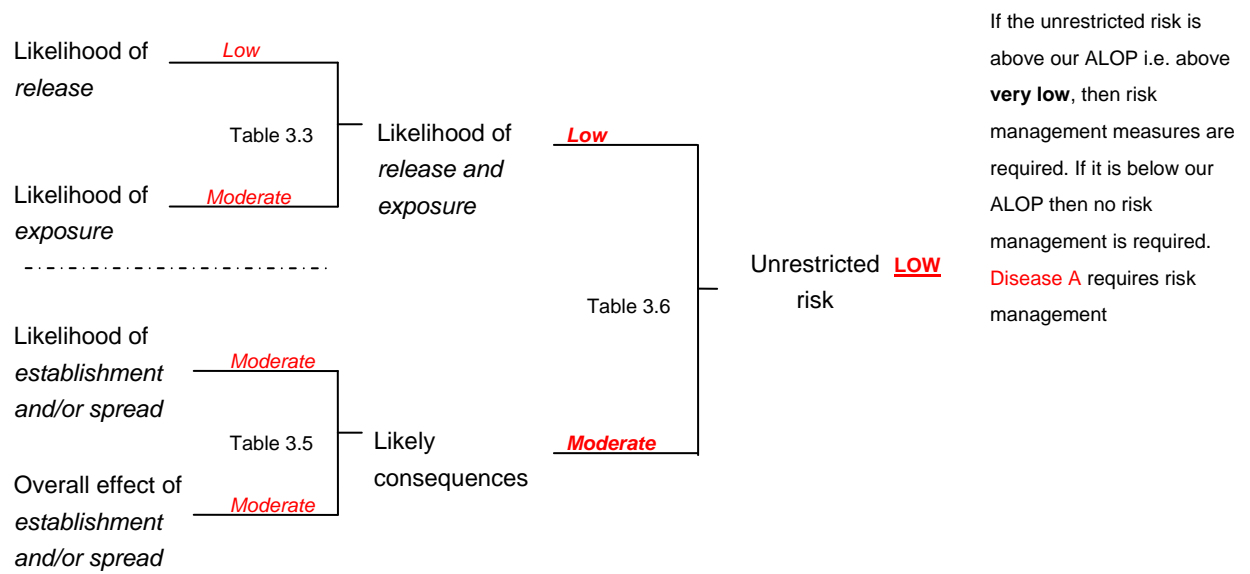 Likelihood of
release
Low
Table 3.3
Likelihood of
exposure
Moderate
Likelihood of
release and
exposure
Low
Likelihood of
establishment
and/or spread
Moderate
Table 3.5
Overall effect of
establishment
and/or spread
Moderate
Likely
consequences
Moderate
Table 3.6
Unrestricted
risk
LOW
If the unrestricted risk is
above our ALOP i.e. above
very low, then risk
management measures are
required. If it is below our
ALOP then no risk
management is required.
Disease A requires risk
management